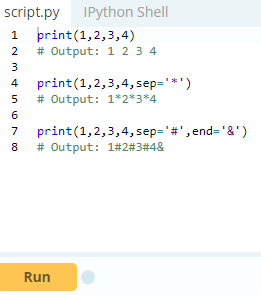 script.py IPython Shell
1 print(1,2,3,4)
2 # Output: 1 2 3 4
3
4 print(1,2,3,4,sep='*')
5 # Output: 1*2*3*4
6
7 print(1,2,3,4,sep='#',end='&')
8 # Output: 1#2#3#4&
Run